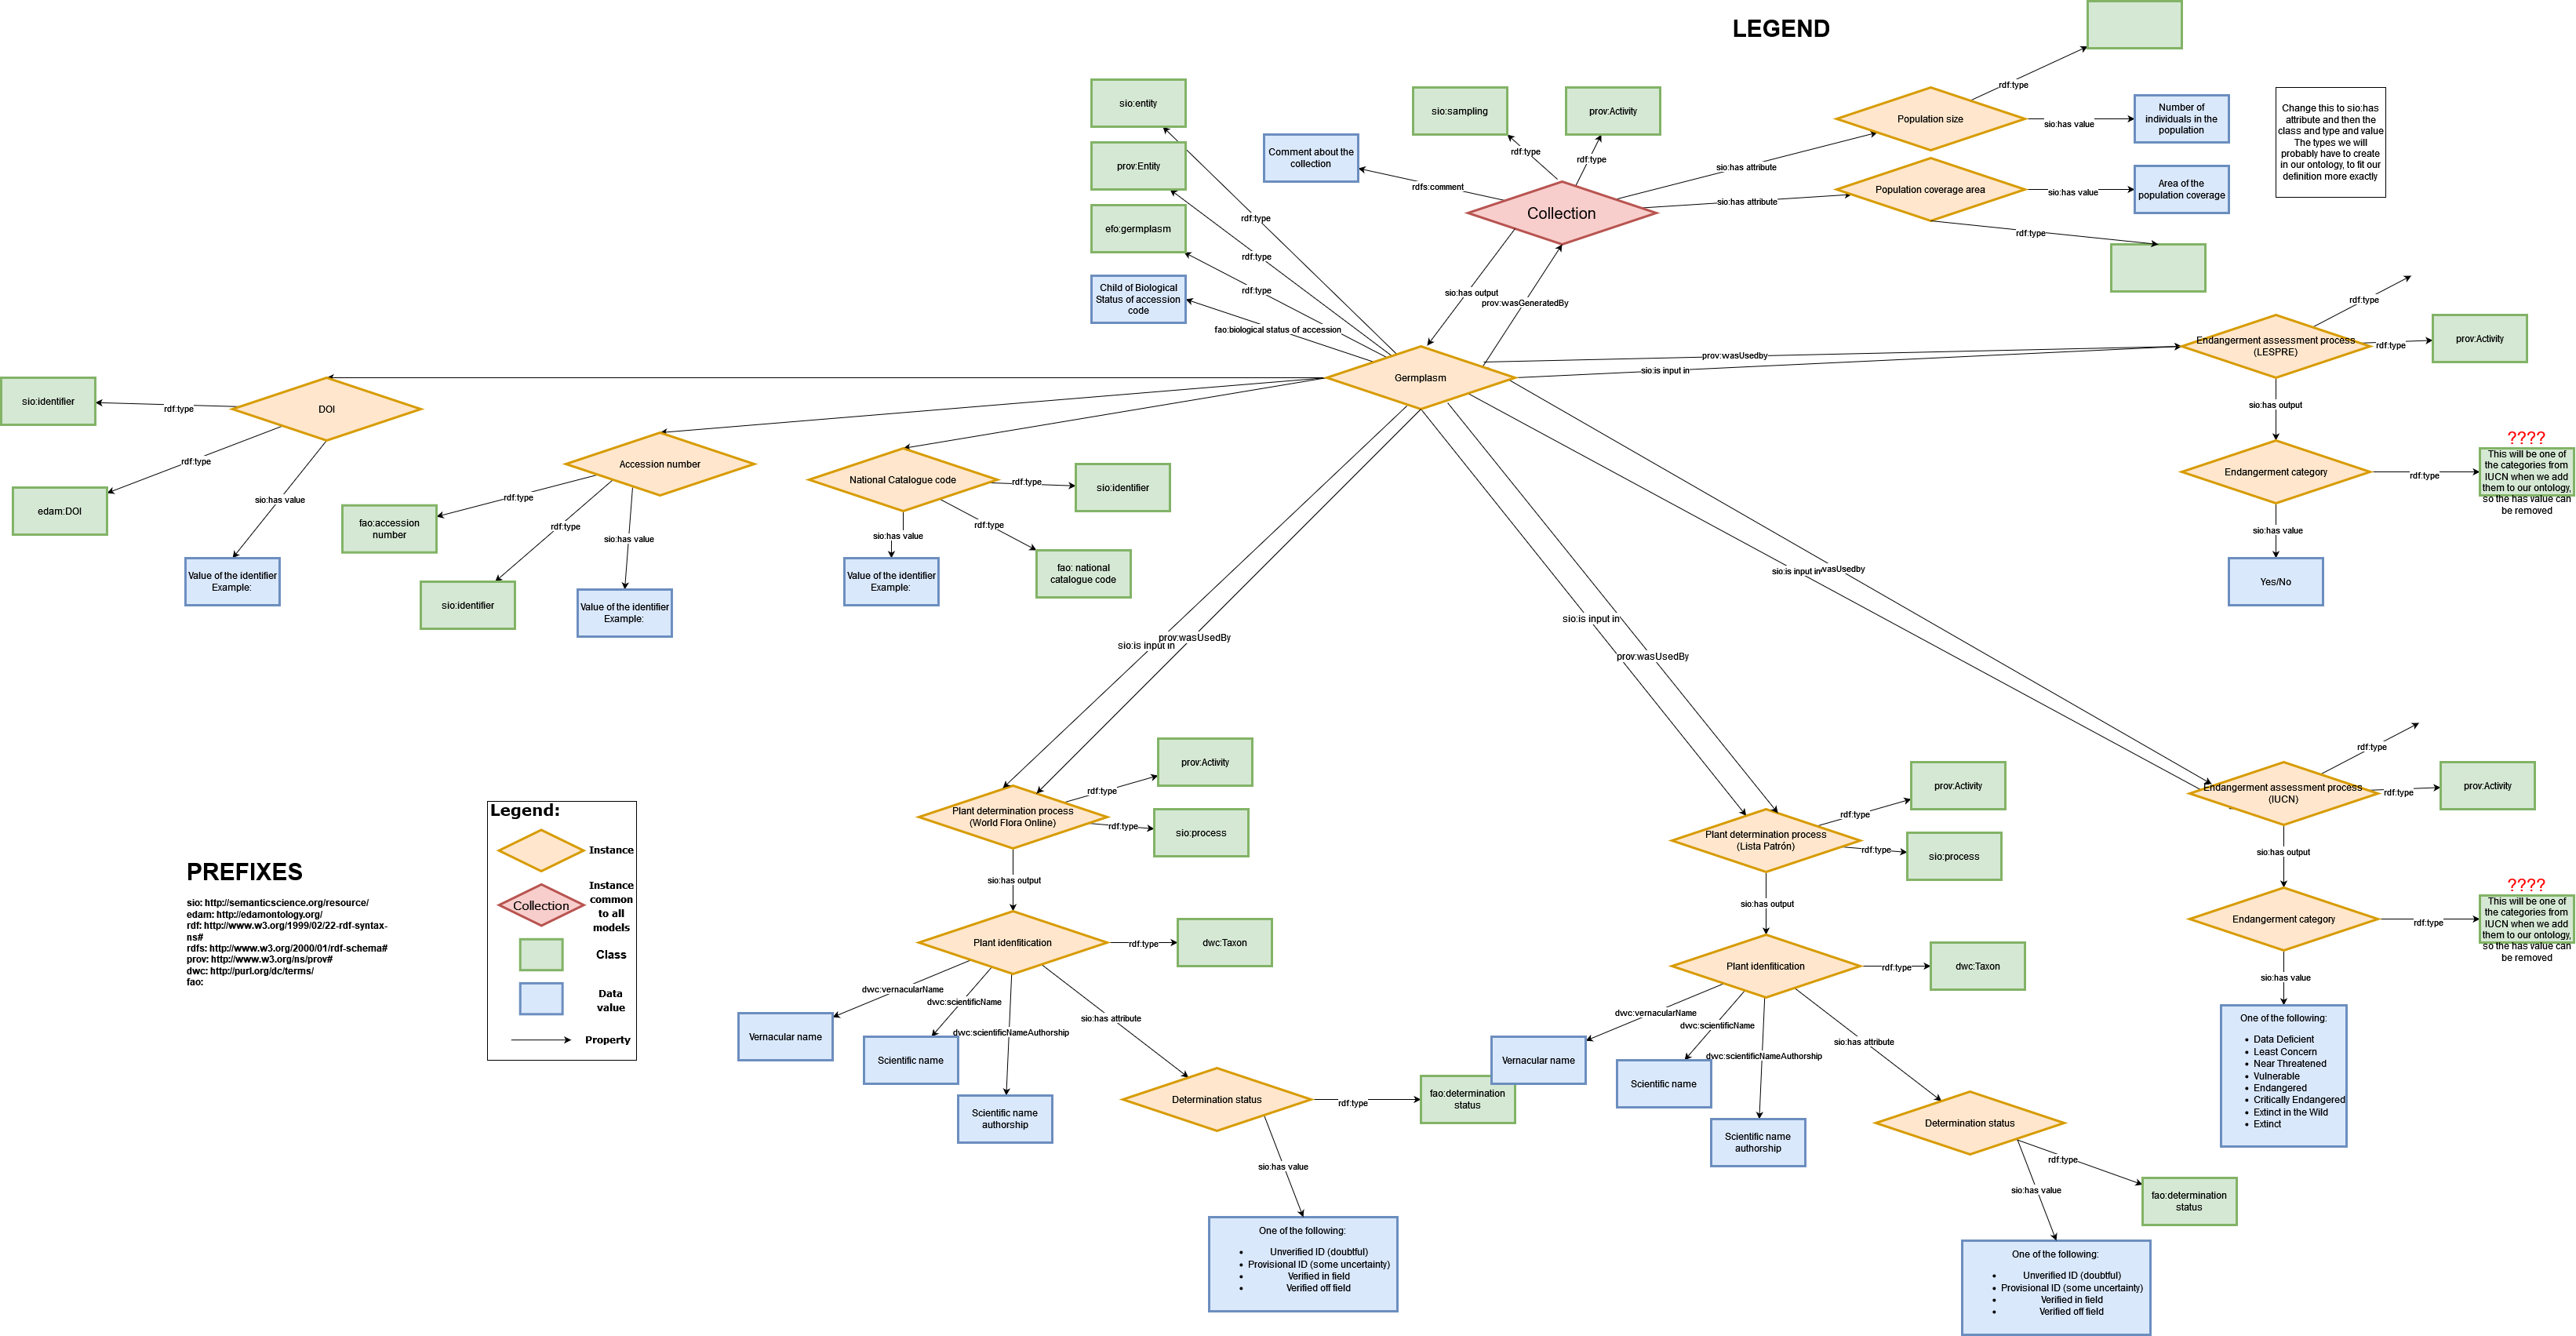 LEGEND
sio:entity
prov:Entity
efo:germplasm
Child of Biological
Status of accession
code
rdf:type
rdf:type
rdf:type
fao:biological status of accession
Comment about the
collection
sio:sampling
prov:Activity
rdfs:comment
rdf:type
rdf:type
Collection
sio:has attribute
sio:has attribute
Population size
rdf:type
sio:has value
Number of
individuals in the
population
Population coverage area
sio:has value
Area of the
population coverage
rdf:type
Change this to sio:has
attribute and then the
class and type and value
The types we will
probably have to create
in our ontology, to fit our
definition more exactly
sio:has output
prov:wasGeneratedBy
Germplasm
prov:wasUsedby
sio:is input in
Endangerment assessment process
(LESPRE)
rdf:type
rdf:type
prov:Activity
sio:has output
Endangerment category
rdf:type
????
This will be one of
the categories from
IUCN when we add
them to our ontology,
so the has value can
be removed
sio:has value
Yes/No
sio:identifier
rdf:type
DOI
rdf:type
edam:DOI
sio:has value
Value of the identifier
Example:
Accession number
rdf:type
fao:accession
number
rdf:type
sio:identifier
sio:has value
Value of the identifier
Example:
National Catalogue code
rdf:type
sio:identifier
rdf:type
fao: national
catalogue code
sio:has value
Value of the identifier
Example:
sio:is input in
prov:wasUsedBy
sio:is input in
prov:wasUsedBy
sio:is input in
wasUsedby
Plant determination process
(World Flora Online)
rdf:type
prov:Activity
rdf:type
sio:process
sio:has output
Plant idenfitication
rdf:type
dwc:Taxon
dwc:vernacularName
dwc:scientificName
dwc:scientificNameAuthorship
sio:has attribute
Vernacular name
Scientific name
Scientific name
authorship
Determination status
rdf:type
fao:determination
status
sio:has value
One of the following:
• Unverified ID (doubtful)
• Provisional ID (some uncertainty)
• Verified in field
• Verified off field
Plant determination process
(Lista Patrón)
rdf:type
prov:Activity
rdf:type
sio:process
sio:has output
Plant idenfitication
rdf:type
dwc:Taxon
dwc:vernacularName
dwc:scientificName
dwc:scientificNameAuthorship
sio:has attribute
Vernacular name
Scientific name
Scientific name
authorship
Determination status
rdf:type
fao:determination
status
sio:has value
One of the following:
• Unverified ID (doubtful)
• Provisional ID (some uncertainty)
• Verified in field
• Verified off field
Endangerment assessment process
(IUCN)
rdf:type
rdf:type
prov:Activity
sio:has output
Endangerment category
rdf:type
????
This will be one of
the categories from
IUCN when we add
them to our ontology,
so the has value can
be removed
sio:has value
One of the following:
• Data Deficient
• Least Concern
• Near Threatened
• Vulnerable
• Endangered
• Critically Endangered
• Extinct in the Wild
• Extinct
PREFIXES
sio: http://semanticscience.org/resource/
edam: http://edamontology.org/
rdf: http://www.w3.org/1999/02/22-rdf-syntax-
ns#
rdfs: http://www.w3.org/2000/01/rdf-schema#
prov: http://www.w3.org/ns/prov#
dwc: http://purl.org/dc/terms/
fao:
Legend:
Instance
Collection
Instance
common
to all
models
Class
Data
value
Property